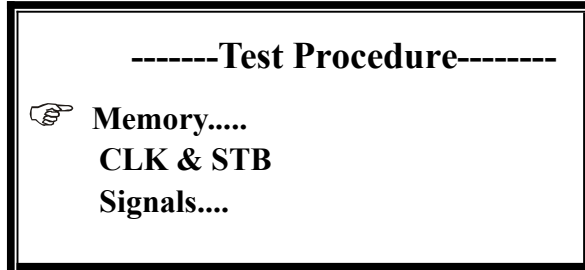 -------Test Procedure--------
Memory.....
CLK & STB
Signals....